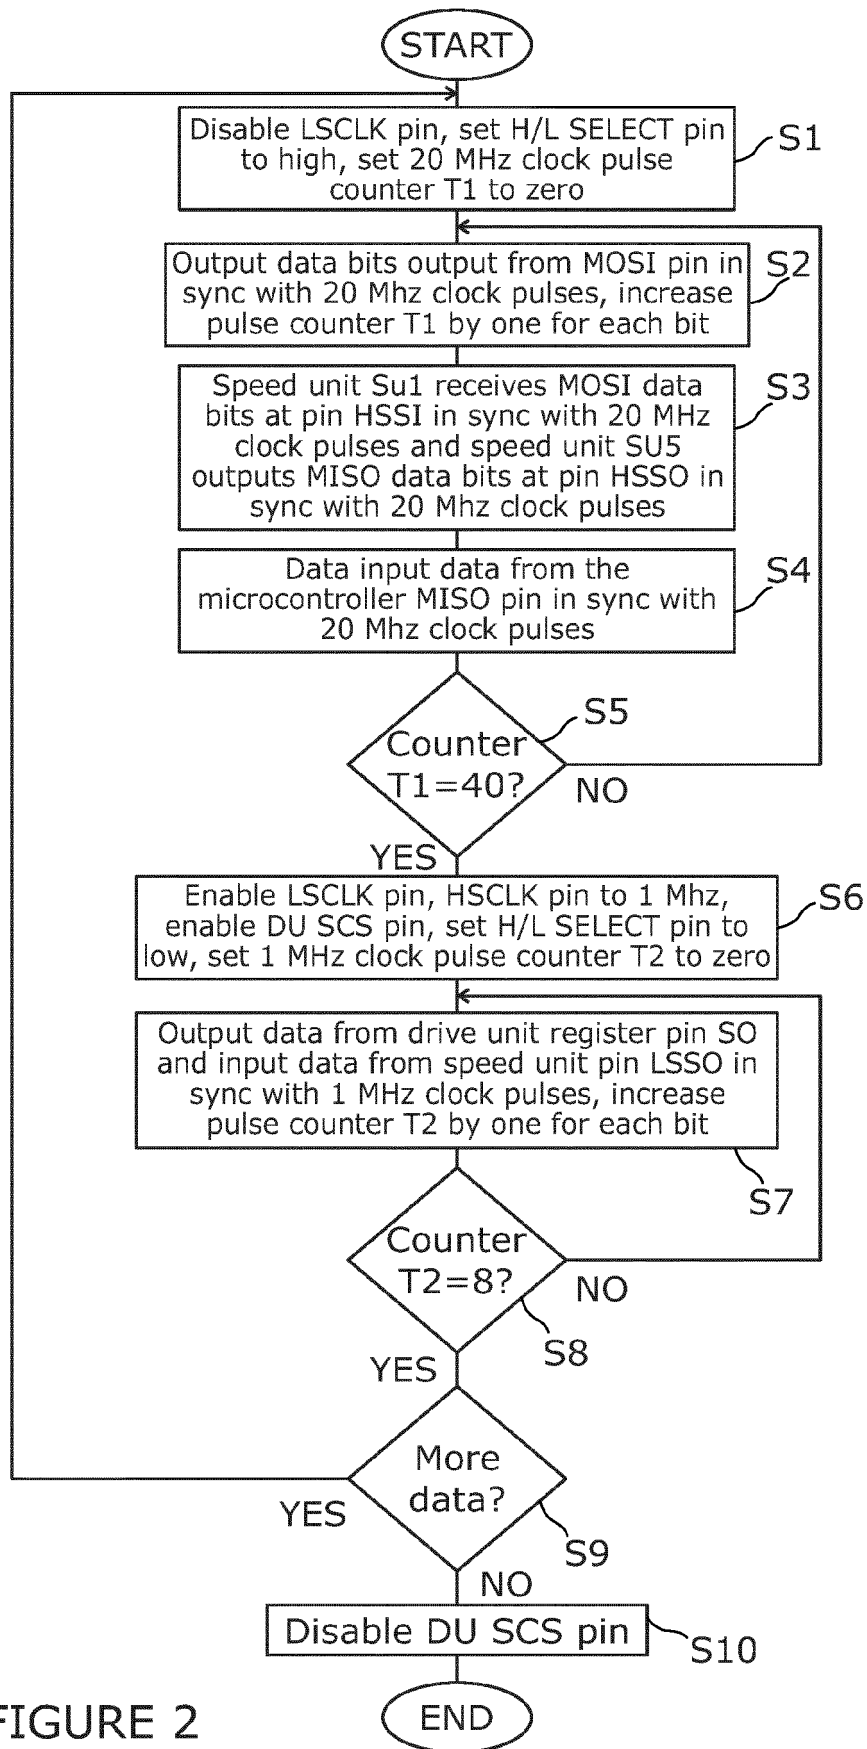 START
Disable LSCLK pin, set H/L SELECT pin
to high, set 20 MHz clock pulse
counter T1 to zero
S1
Output data bits output from MOSI pin in
sync with 20 Mhz clock pulses, increase
pulse counter T1 by one for each bit
S2
Speed unit Su1 receives MOSI data
bits at pin HSSI in sync with 20 MHz
clock pulses and speed unit SU5
outputs MISO data bits at pin HSSO in
sync with 20 Mhz clock pulses
S3
Data input data from the
microcontroller MISO pin in sync with
20 Mhz clock pulses
S4
Counter
T1=40?
S5
NO
YES
Enable LSCLK pin, HSCLK pin to 1 Mhz,
enable DU SCS pin, set H/L SELECT pin to
low, set 1 MHz clock pulse counter T2 to zero
S6
Output data from drive unit register pin SO
and input data from speed unit pin LSSO in
sync with 1 MHz clock pulses, increase
pulse counter T2 by one for each bit
S7
Counter
T2=8?
NO
S8
YES
More
data?
YES
S9
NO
Disable DU SCS pin
S10
END
FIGURE 2